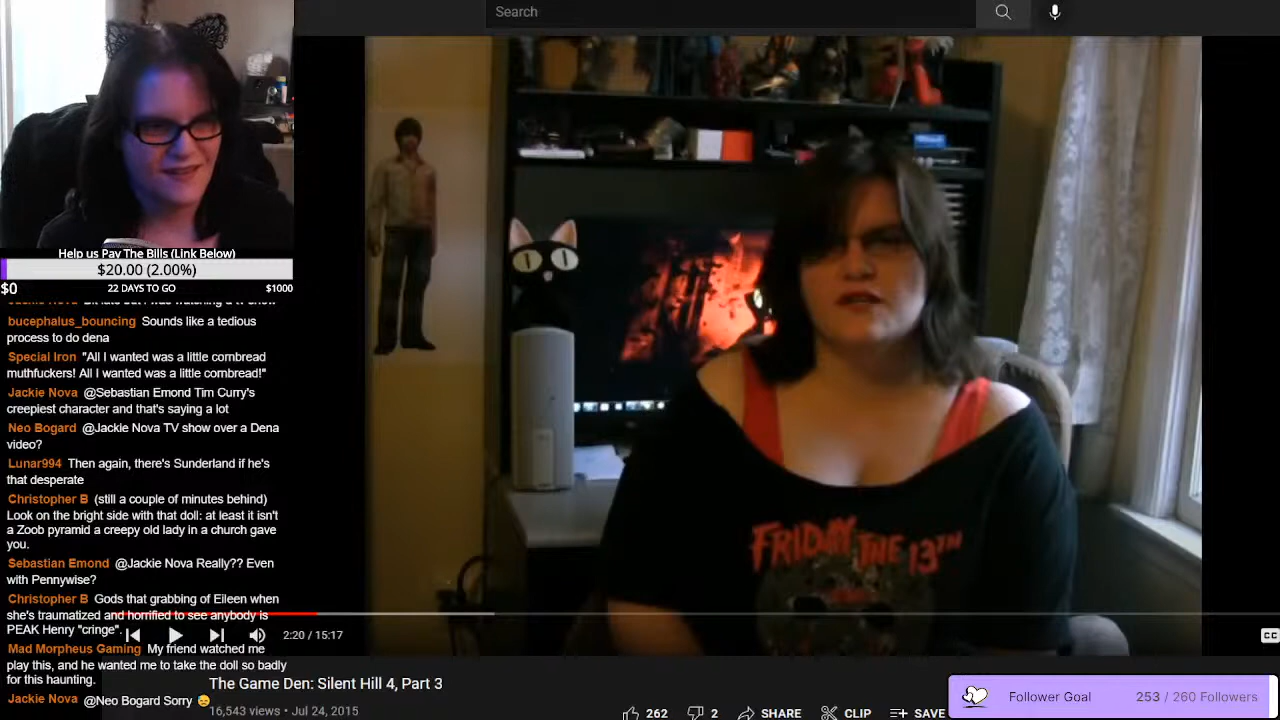 Search
FRIDAY THE 13TH
Help us Pay The Bills (Link Below)
$20.00 (2.00%)
$0 22 DAYS TO GO $1000
bucephalus_bouncing Sounds like a tedious
process to do dena
Special Iron "All I wanted was a little cornbread
muthfuckers! All I wanted was a little cornbread!"
Jackie Nova @Sebastian Emond Tim Curry's
creepiest character and that's saying a lot
Neo Bogard @Jackie Nova TV show over a Dena
video?
Lunar994 Then again, there's Sunderland if he's
that desperate
Christopher B (still a couple of minutes behind)
Look on the bright side with that doll: at least it isn't
a Zoob pyramid a creepy old lady in a church gave
you.
Sebastian Emond @Jackie Nova Really?? Even
with Pennywise?
Christopher B Gods that grabbing of Eileen when
she's traumatized and horrified to see anybody is
PEAK Henry "cringe".
Mad Morpheus Gaming My friend watched me
play this, and he wanted me to take the doll so badly
for this haunting.
Jackie Nova @Neo Bogard Sorry 😓
2:20 / 15:17
CC
The Game Den: Silent Hill 4, Part 3
16,543 views • Jul 24, 2015
262 2 SHARE CLIP SAVE
Follower Goal 253 / 260 Followers